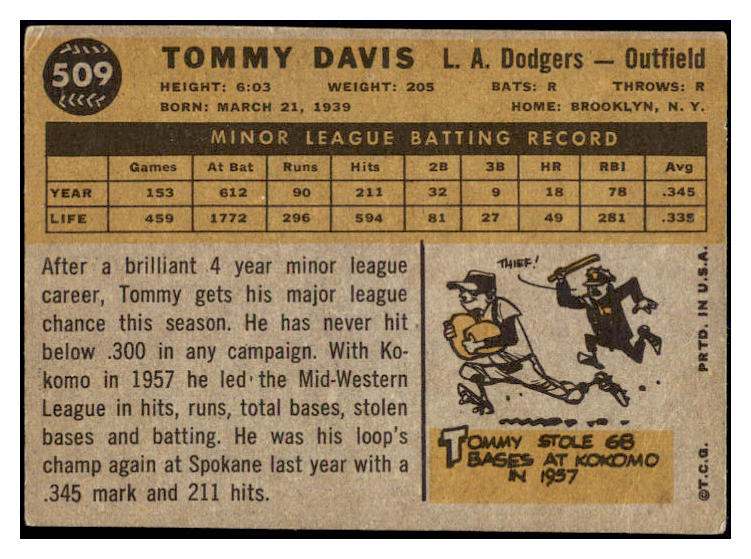 509
TOMMY DAVIS L. A. Dodgers — Outfield
HEIGHT: 6:03 WEIGHT: 205 BATS: R THROWS: R
BORN: MARCH 21, 1939 HOME: BROOKLYN, N. Y.
MINOR LEAGUE BATTING RECORD
Games At Bat Runs Hits 2B 3B HR RBI Avg
YEAR 153 612 90 211 32 9 18 78 .345
LIFE 459 1772 296 594 81 27 49 281 .335
After a brilliant 4 year minor league
career, Tommy gets his major league
chance this season. He has never hit
below .300 in any campaign. With Ko-
komo in 1957 he led the Mid-Western
League in hits, runs, total bases, stolen
bases and batting. He was his loop's
champ again at Spokane last year with a
.345 mark and 211 hits.
THIEF!
TOMMY STOLE 68
BASES AT KOKOMO
IN 1957
©T.C.G. PRTD. IN U.S.A.